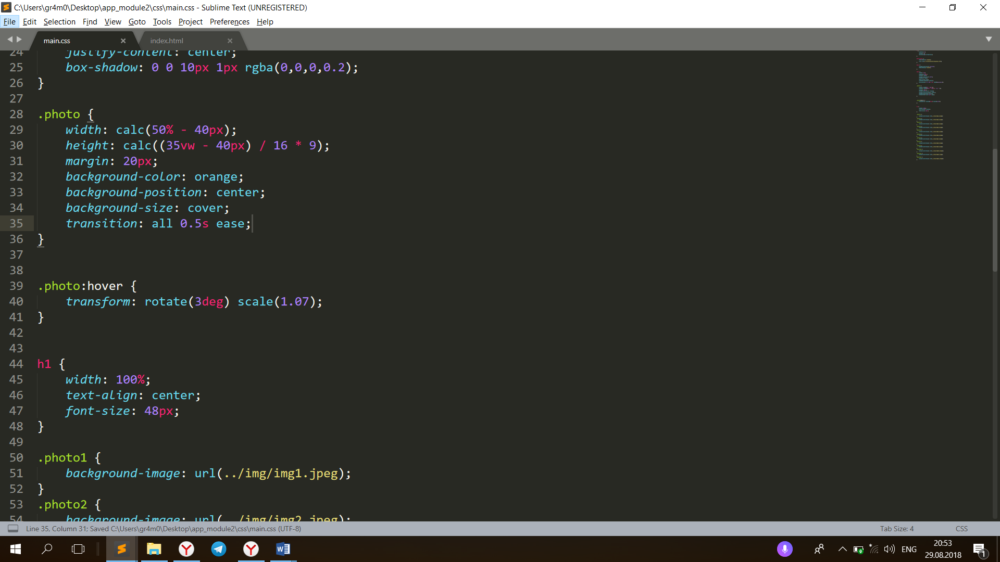 C:\Users\gr4m0\Desktop\app_module2\css\main.css - Sublime Text (UNREGISTERED)
File Edit Selection Find View Goto Tools Project Preferences Help
main.css index.html
24     justify-content: center;
25     box-shadow: 0 0 10px 1px rgba(0,0,0,0.2);
26 }
27
28 .photo {
29     width: calc(50% - 40px);
30     height: calc((35vw - 40px) / 16 * 9);
31     margin: 20px;
32     background-color: orange;
33     background-position: center;
34     background-size: cover;
35     transition: all 0.5s ease;
36 }
37
38
39 .photo:hover {
40     transform: rotate(3deg) scale(1.07);
41 }
42
43
44 h1 {
45     width: 100%;
46     text-align: center;
47     font-size: 48px;
48 }
49
50 .photo1 {
51     background-image: url(../img/img1.jpeg);
52 }
53 .photo2 {
54     background-image: url(../img/img2.jpeg);
Line 35, Column 31; Saved C:\Users\gr4m0\Desktop\app_module2\css\main.css (UTF-8) Tab Size: 4 CSS
ENG
20:53
29.08.2018
1